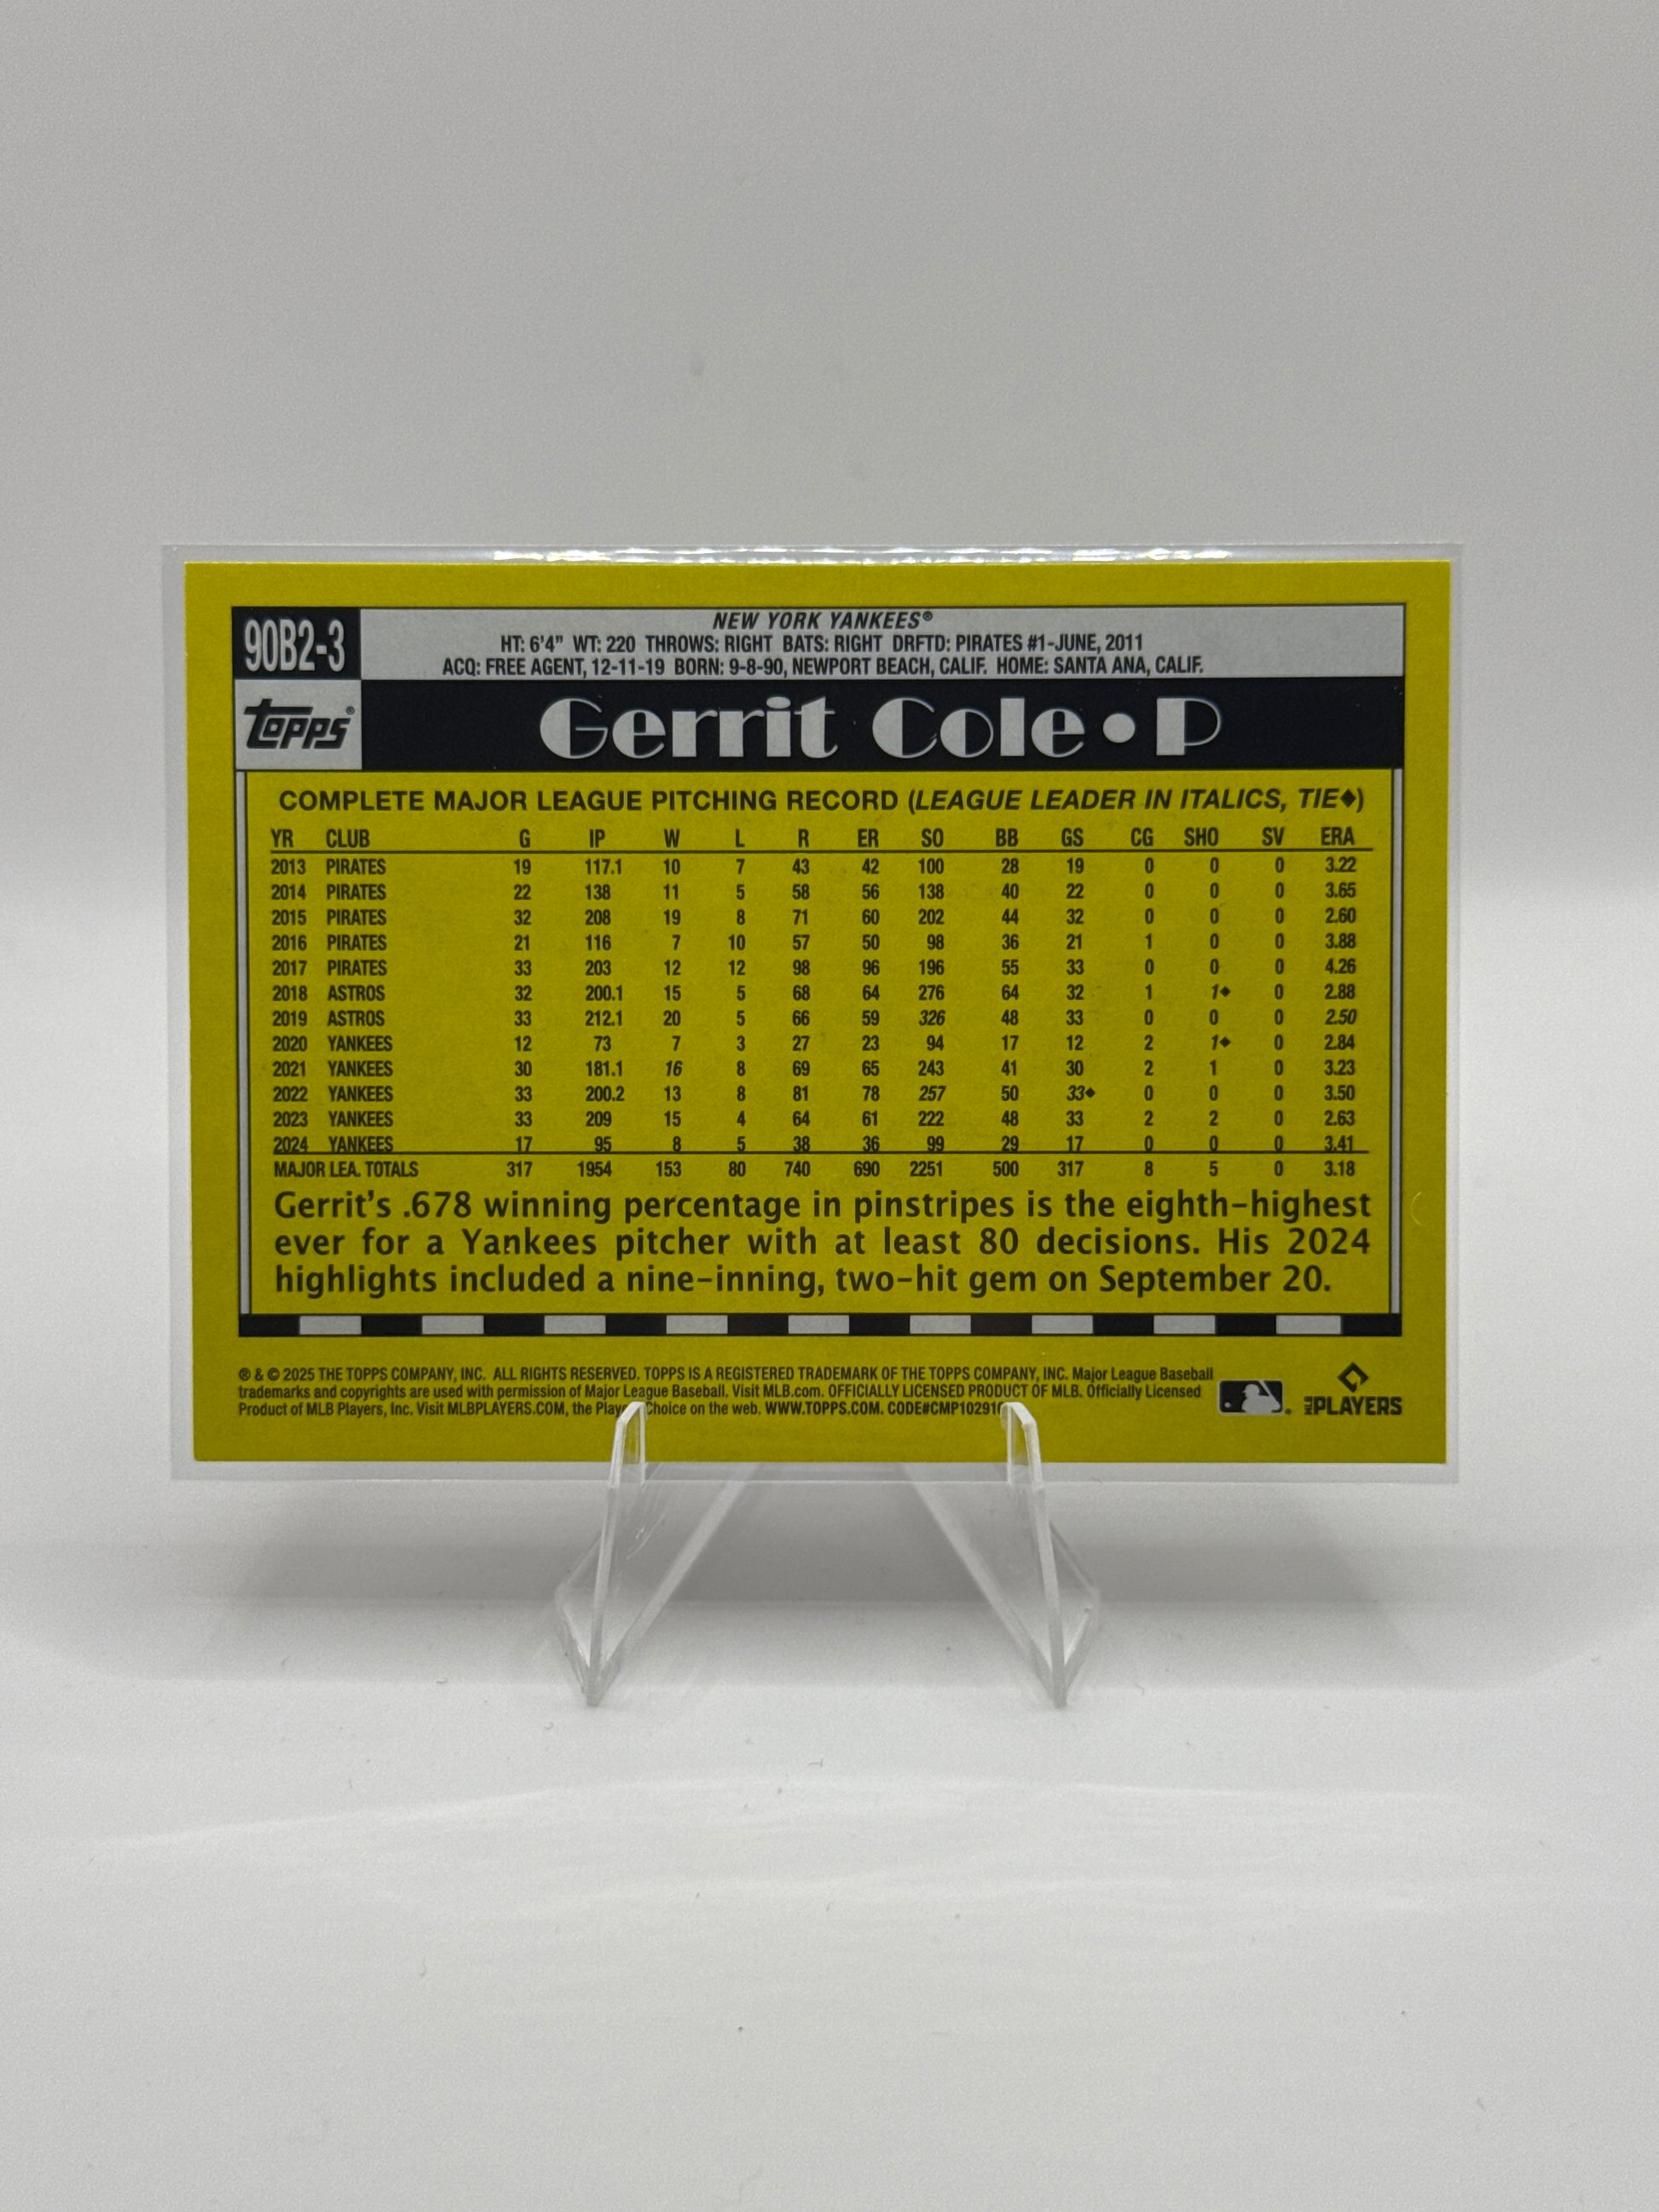 90B2-3
NEW YORK YANKEES®
HT: 6'4" WT: 220 THROWS: RIGHT BATS: RIGHT DRFTD: PIRATES #1-JUNE, 2011
ACQ: FREE AGENT, 12-11-19 BORN: 9-8-90, NEWPORT BEACH, CALIF. HOME: SANTA ANA, CALIF.
topps®
Gerrit Cole • P
COMPLETE MAJOR LEAGUE PITCHING RECORD (LEAGUE LEADER IN ITALICS, TIE◆)
YR CLUB G IP W L R ER SO BB GS CG SHO SV ERA
2013 PIRATES 19 117.1 10 7 43 42 100 28 19 0 0 0 3.22
2014 PIRATES 22 138 11 5 58 56 138 40 22 0 0 0 3.65
2015 PIRATES 32 208 19 8 71 60 202 44 32 0 0 0 2.60
2016 PIRATES 21 116 7 10 57 50 98 36 21 1 0 0 3.88
2017 PIRATES 33 203 12 12 98 96 196 55 33 0 0 0 4.26
2018 ASTROS 32 200.1 15 5 68 64 276 64 32 1 1◆ 0 2.88
2019 ASTROS 33 212.1 20 5 66 59 326 48 33 0 0 0 2.50
2020 YANKEES 12 73 7 3 27 23 94 17 12 2 1◆ 0 2.84
2021 YANKEES 30 181.1 16 8 69 65 243 41 30 2 1 0 3.23
2022 YANKEES 33 200.2 13 8 81 78 257 50 33◆ 0 0 0 3.50
2023 YANKEES 33 209 15 4 64 61 222 48 33 2 2 0 2.63
2024 YANKEES 17 95 8 5 38 36 99 29 17 0 0 0 3.41
MAJOR LEA. TOTALS 317 1954 153 80 740 690 2251 500 317 8 5 0 3.18
Gerrit's .678 winning percentage in pinstripes is the eighth-highest
ever for a Yankees pitcher with at least 80 decisions. His 2024
highlights included a nine-inning, two-hit gem on September 20.
® & © 2025 THE TOPPS COMPANY, INC. ALL RIGHTS RESERVED. TOPPS IS A REGISTERED TRADEMARK OF THE TOPPS COMPANY, INC. Major League Baseball
trademarks and copyrights are used with permission of Major League Baseball. Visit MLB.com. OFFICIALLY LICENSED PRODUCT OF MLB. Officially Licensed
Product of MLB Players, Inc. Visit MLBPLAYERS.COM, the Choice on the web. WWW.TOPPS.COM.
MLB PLAYERS